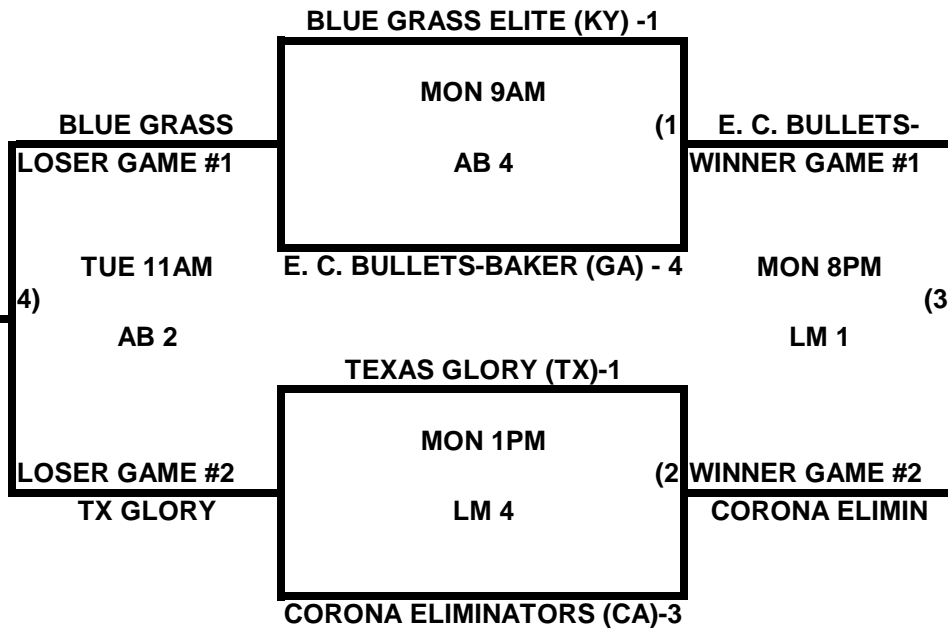 BLUE GRASS ELITE (KY) -1
MON 9AM
BLUE GRASS
(1
E. C. BULLETS-
LOSER GAME #1
AB 4
WINNER GAME #1
TUE 11AM
E. C. BULLETS-BAKER (GA) - 4
MON 8PM
4)
(3
AB 2
LM 1
TEXAS GLORY (TX)-1
MON 1PM
LOSER GAME #2
(2
WINNER GAME #2
TX GLORY
LM 4
CORONA ELIMIN
CORONA ELIMINATORS (CA)-3